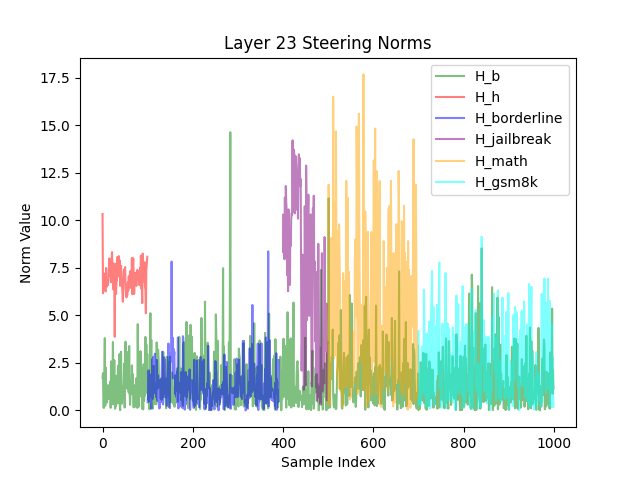 Layer 23 Steering Norms
H_b
H_h
H_borderline
H_jailbreak
H_math
H_gsm8k
Norm Value
17.5
15.0
12.5
10.0
7.5
5.0
2.5
0.0
0
200
400
600
800
1000
Sample Index